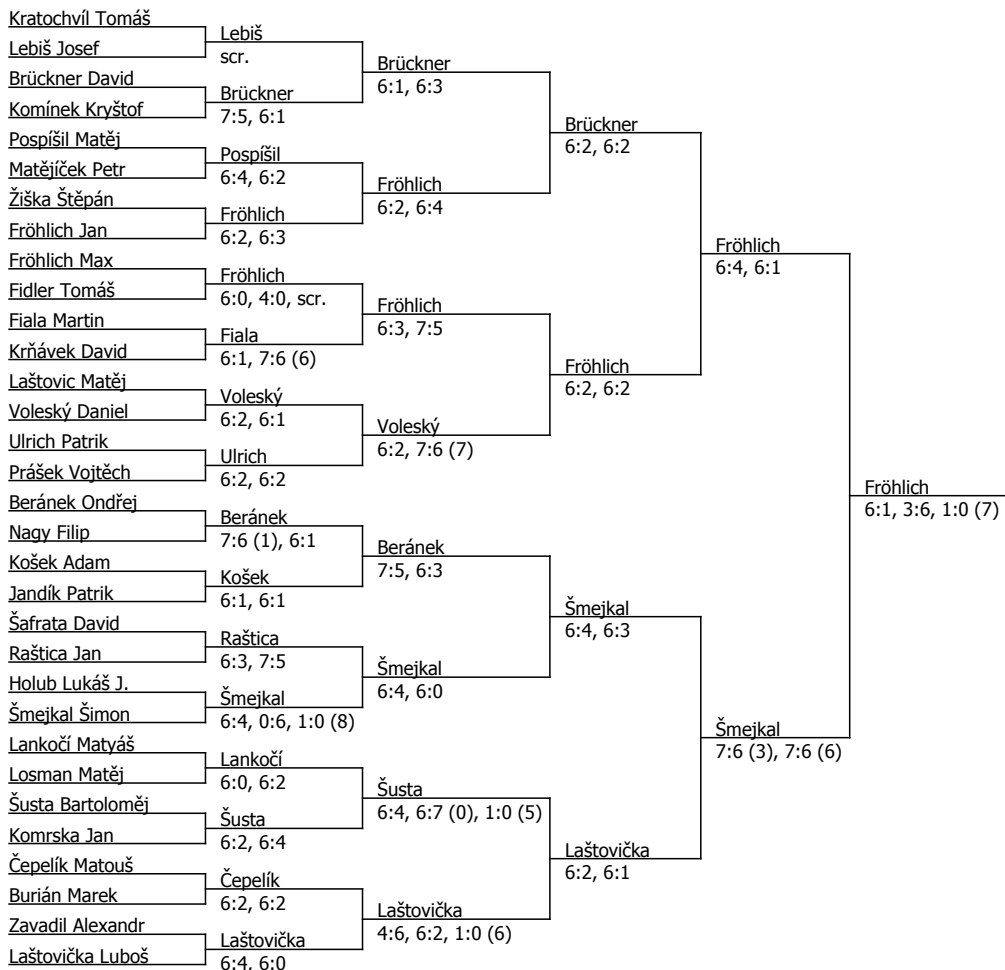 Kratochvíl Tomáš
Lebiš Josef
Brückner David
Komínek Kryštof
Pospíšil Matěj
Matějíček Petr
Žiška Štěpán
Fröhlich Jan
Fröhlich Max
Fidler Tomáš
Fiala Martin
Krňávek David
Laštovic Matěj
Voleský Daniel
Ulrich Patrik
Prášek Vojtěch
Beránek Ondřej
Nagy Filip
Košek Adam
Jandík Patrik
Šafrata David
Raštica Jan
Holub Lukáš J.
Šmejkal Šimon
Lankočí Matyáš
Losman Matěj
Šusta Bartoloměj
Komrska Jan
Čepelík Matouš
Burián Marek
Zavadil Alexandr
Laštovička Luboš
Lebiš
scr.
Brückner
7:5, 6:1
Pospíšil
6:4, 6:2
Fröhlich
6:2, 6:3
Fröhlich
6:0, 4:0, scr.
Fiala
6:1, 7:6 (6)
Voleský
6:2, 6:1
Ulrich
6:2, 6:2
Beránek
7:6 (1), 6:1
Košek
6:1, 6:1
Raštica
6:3, 7:5
Šmejkal
6:4, 0:6, 1:0 (8)
Lankočí
6:0, 6:2
Šusta
6:2, 6:4
Čepelík
6:2, 6:2
Laštovička
6:4, 6:0
Brückner
6:1, 6:3
Fröhlich
6:2, 6:4
Fröhlich
6:3, 7:5
Voleský
6:2, 7:6 (7)
Beránek
7:5, 6:3
Šmejkal
6:4, 6:0
Šusta
6:4, 6:7 (0), 1:0 (5)
Laštovička
4:6, 6:2, 1:0 (6)
Brückner
6:2, 6:2
Fröhlich
6:2, 6:2
Šmejkal
6:4, 6:3
Laštovička
6:2, 6:1
Fröhlich
6:4, 6:1
Šmejkal
7:6 (3), 7:6 (6)
Fröhlich
6:1, 3:6, 1:0 (7)